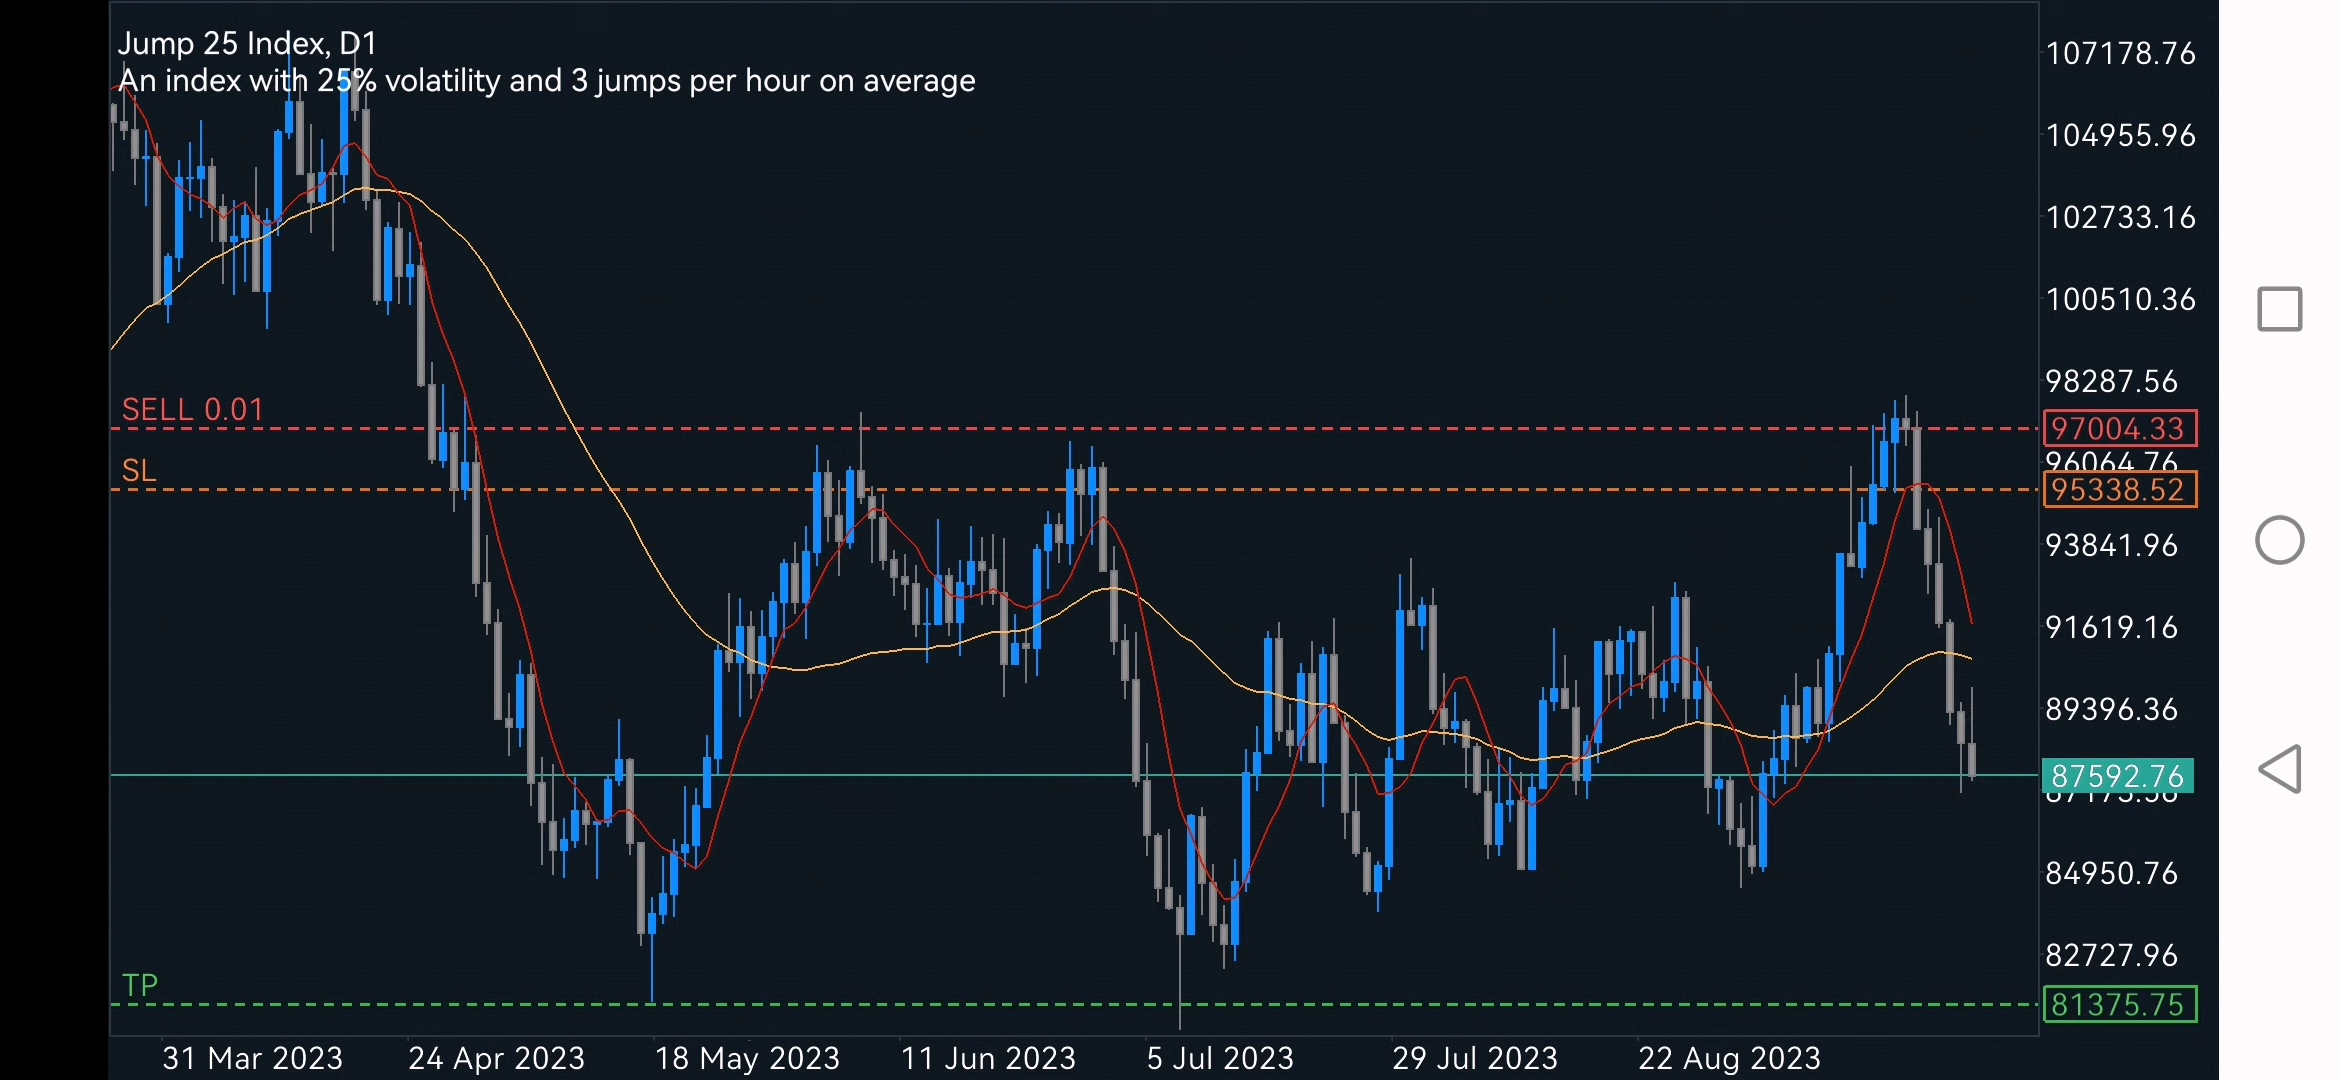 Jump 25 Index, D1
An index with 25% volatility and 3 jumps per hour on average
107178.76
104955.96
102733.16
100510.36
98287.56
SELL 0.01
97004.33
96064.76
SL
95338.52
93841.96
91619.16
89396.36
87592.76
84950.76
82727.96
TP
81375.75
31 Mar 2023
24 Apr 2023
18 May 2023
11 Jun 2023
5 Jul 2023
29 Jul 2023
22 Aug 2023